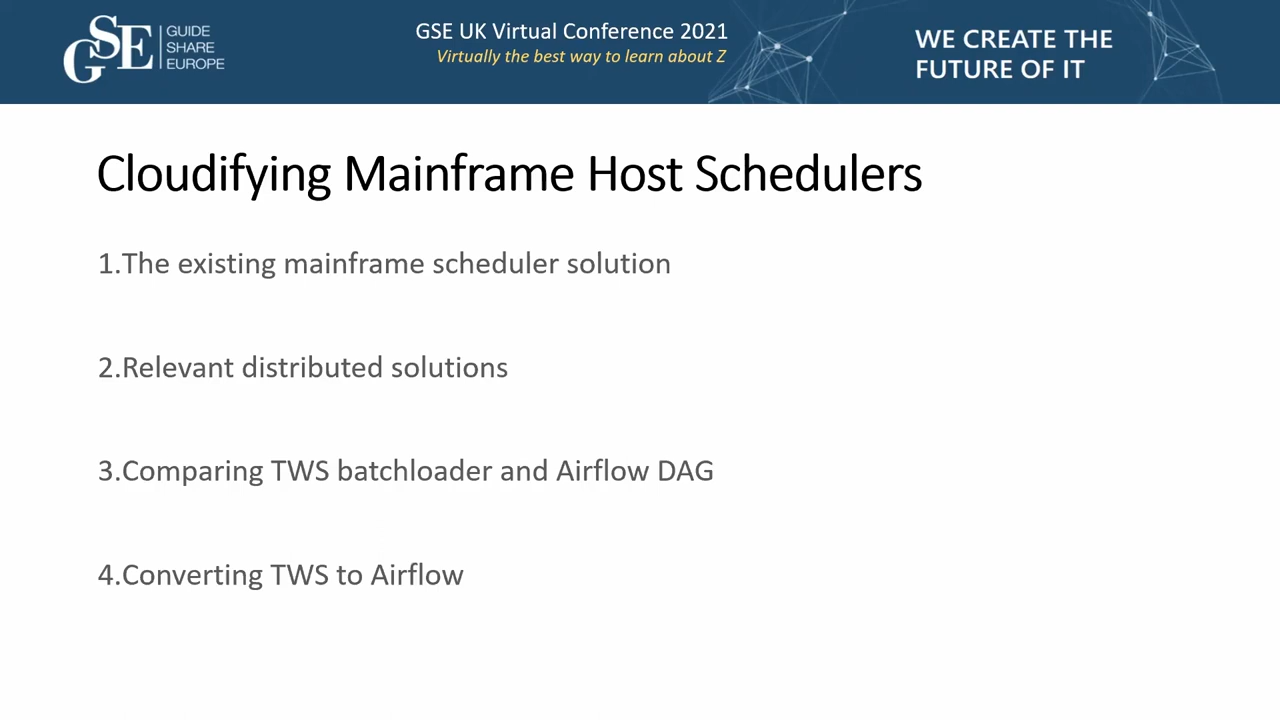 GSE
GUIDE
SHARE
EUROPE
GSE UK Virtual Conference 2021
Virtually the best way to learn about Z
WE CREATE THE
FUTURE OF IT
Cloudifying Mainframe Host Schedulers
1.The existing mainframe scheduler solution
2.Relevant distributed solutions
3.Comparing TWS batchloader and Airflow DAG
4.Converting TWS to Airflow